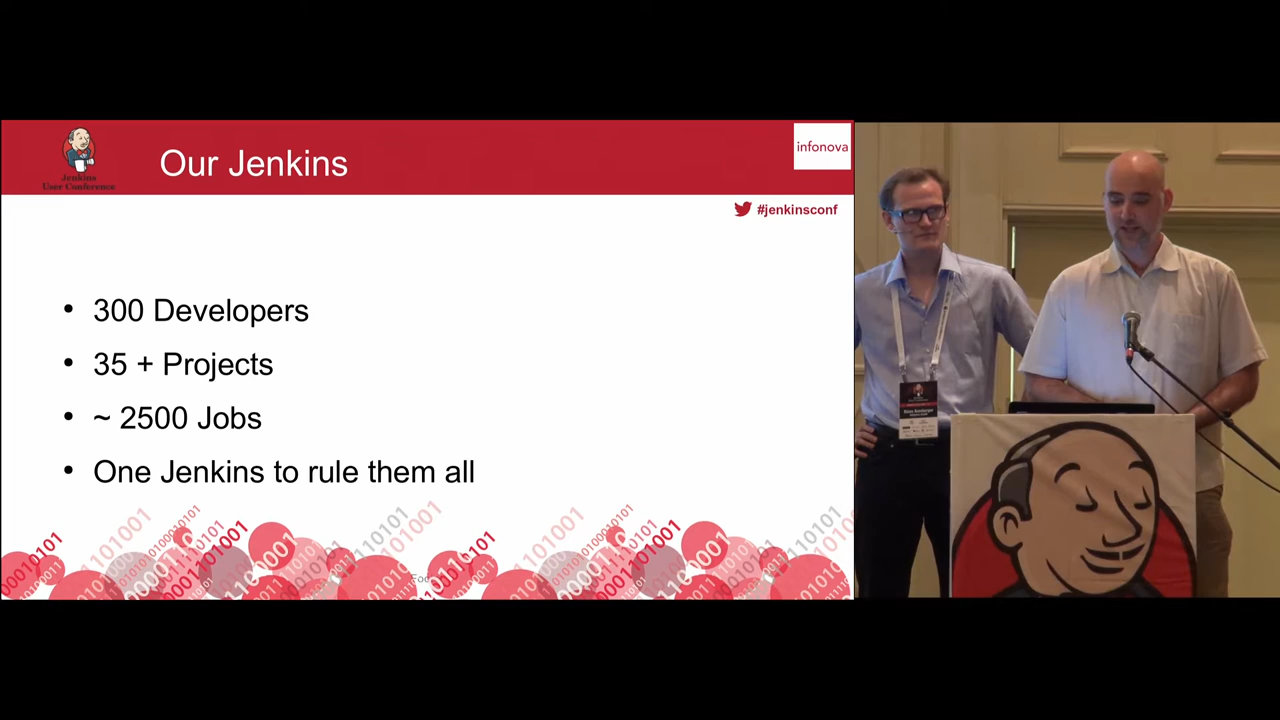 Jenkins
User Conference
Our Jenkins
infonova
#jenkinsconf
• 300 Developers
• 35 + Projects
• ~ 2500 Jobs
• One Jenkins to rule them all